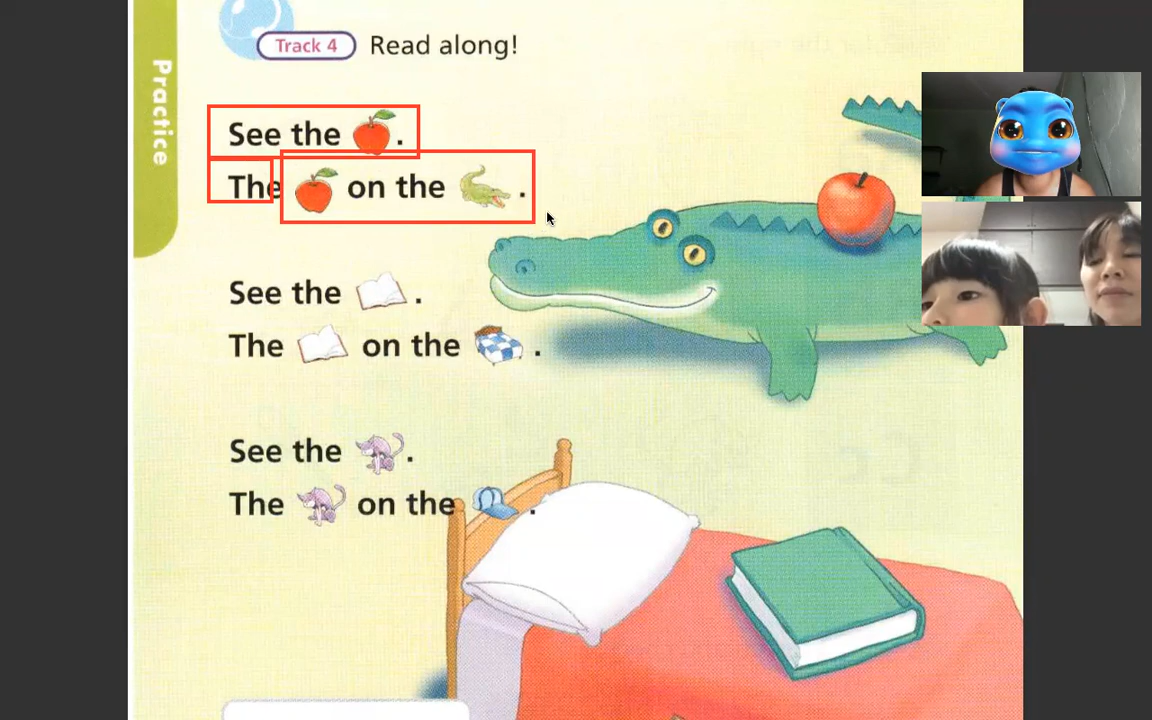 Practice
Track 4 Read along!
See the .
The on the .
See the .
The on the .
See the .
The on the .